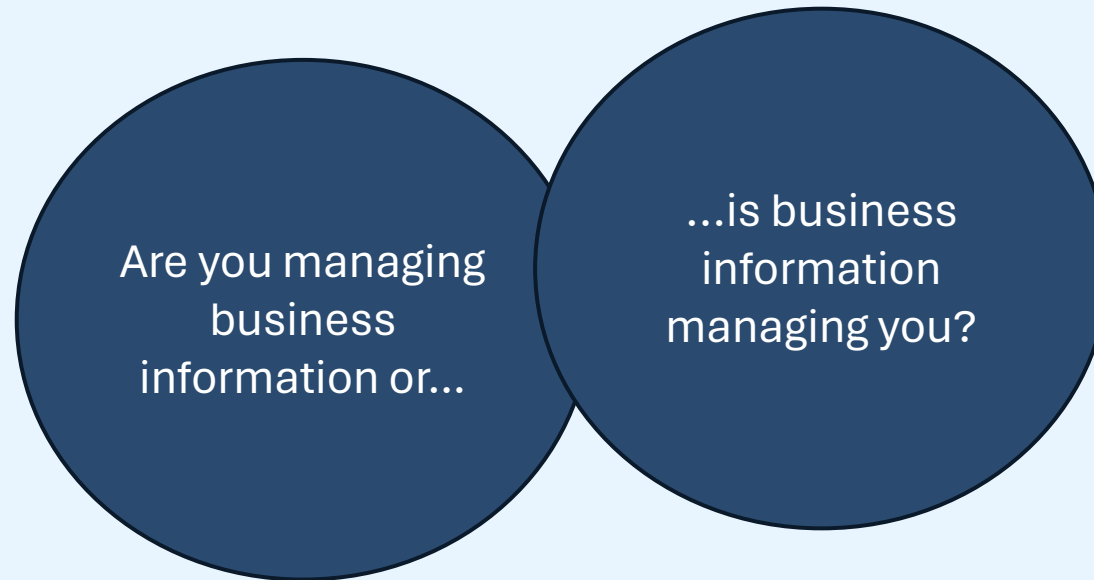 Are you managing
business
information or...
...is business
information
managing you?